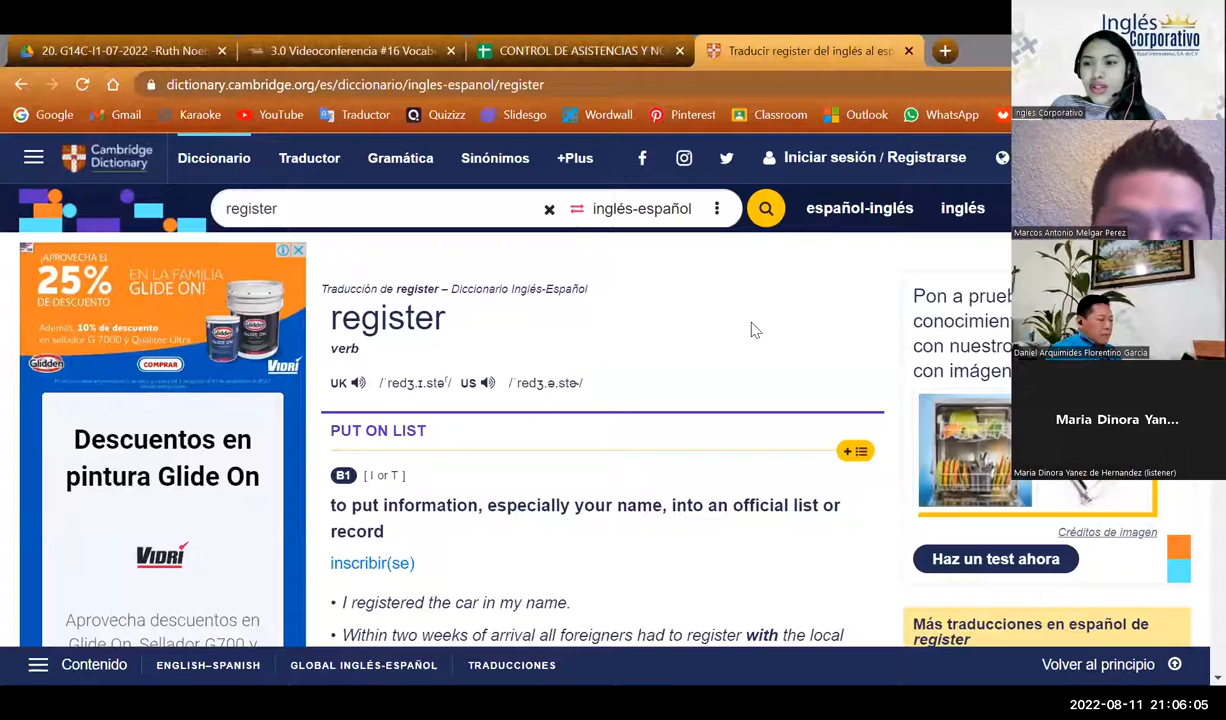 20. G14C-I1-07-2022 -Ruth Noe
3.0 Videoconferencia #16 Vocab
CONTROL DE ASISTENCIAS Y NO
Traducir register del inglés al es
dictionary.cambridge.org/es/diccionario/ingles-espanol/register
Google
Gmail
Karaoke
YouTube
Traductor
Quizizz
Slidesgo
Wordwall
Pinterest
Classroom
Outlook
WhatsApp
Inglés
Corporativo
Ingles Corporativo
Cambridge
Dictionary
Diccionario
Traductor
Gramática
Sinónimos
+Plus
Iniciar sesión / Registrarse
register
inglés-español
español-inglés
inglés
Marcos Antonio Melgar Perez
¡APROVECHA EL
25%
DE DESCUENTO
EN LA FAMILIA
GLIDE ON!
Además, 10% de descuento
en sellador G 7000 y Qualitec Ultra.
Glidden
COMPRAR
VIDRÍ
Descuentos en
pintura Glide On
VIDRÍ
Aprovecha descuentos en
Glide On, Sellador G700 y
Traducción de register – Diccionario Inglés-Español
register
verb
UK /ˈredʒ.ɪ.stəʳ/ US /ˈredʒ.ə.stɚ/
PUT ON LIST
B1 [ I or T ]
to put information, especially your name, into an official list or
record
inscribir(se)
• I registered the car in my name.
• Within two weeks of arrival all foreigners had to register with the local
Pon a prueb
conocimien
con nuestro
con imágen
Daniel Arquimides Florentino Garcia
Maria Dinora Yan...
Maria Dinora Yanez de Hernandez (listener)
Créditos de imagen
Haz un test ahora
Más traducciones en español de
register
Contenido
ENGLISH–SPANISH
GLOBAL INGLÉS-ESPAÑOL
TRADUCCIONES
Volver al principio
2022-08-11 21:06:05